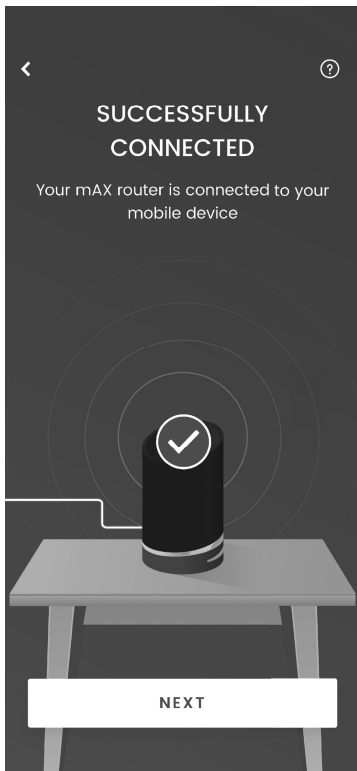 SUCCESSFULLY
CONNECTED
Your mAX router is connected to your
mobile device
NEXT